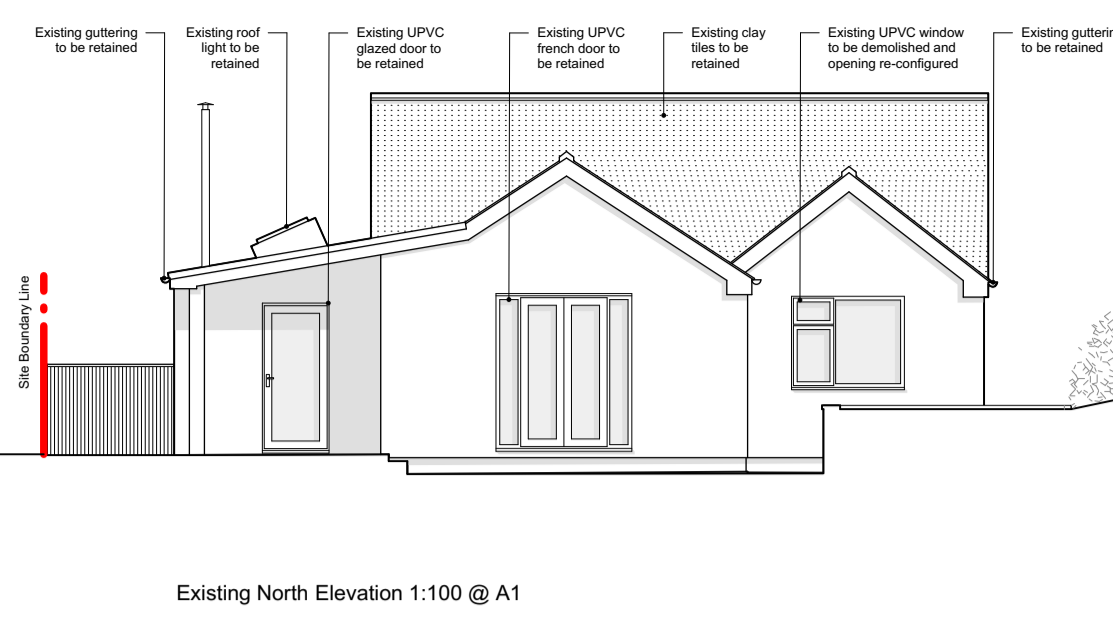 Existing guttering
to be retained
Existing roof
light to be
retained
Existing UPVC
glazed door to
be retained
Existing UPVC
french door to
be retained
Existing clay
tiles to be
retained
Existing UPVC window
to be demolished and
opening re-configured
Existing gutterin
to be retained
Site Boundary Line
Existing North Elevation 1:100 @ A1